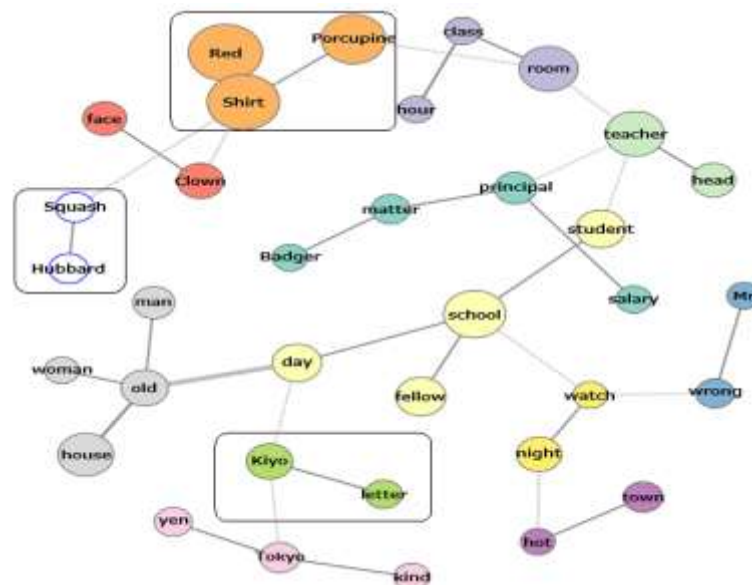 class
Porcupine
Red
room
Shirt
hour
face
teacher
Clown
head
principal
Squash
matter
student
Badger
Hubbard
Mr
salary
man
school
day
woman
old
fellow
watch
wrong
house
night
Kiyo
letter
town
yen
hot
Tokyo
kind